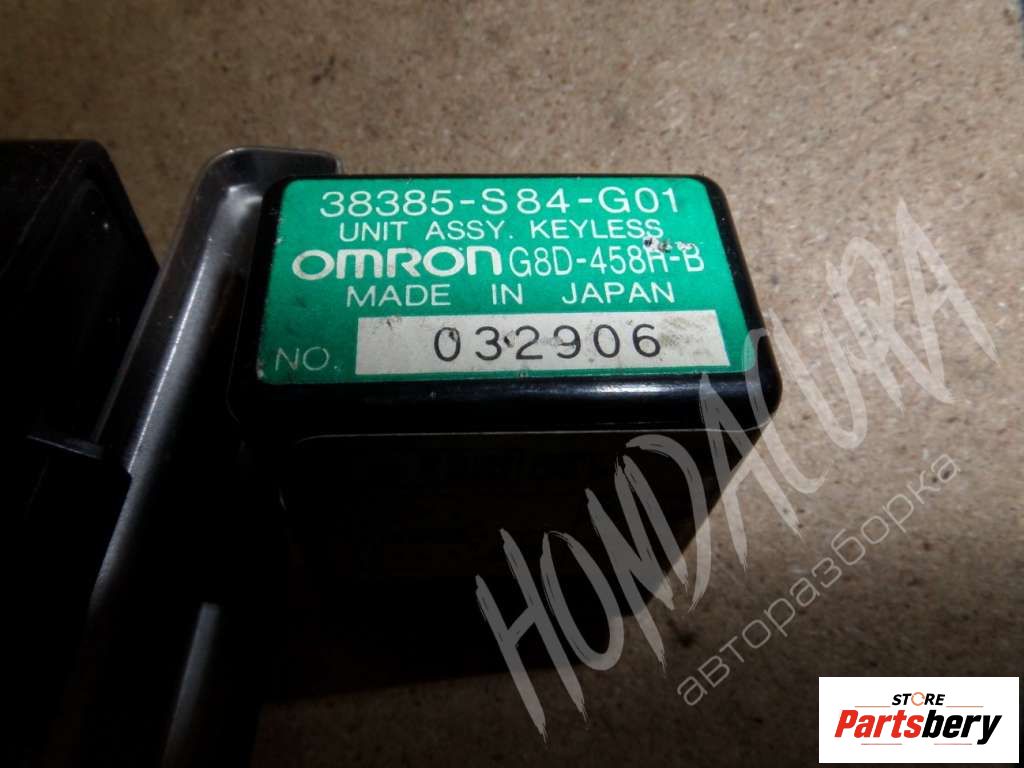 38385-S84-G01
UNIT ASSY. KEYLESS
OMRON G8D-458H-B
MADE IN JAPAN
NO. 032906
HONDACURA
авторазборка
STORE
Partsbery